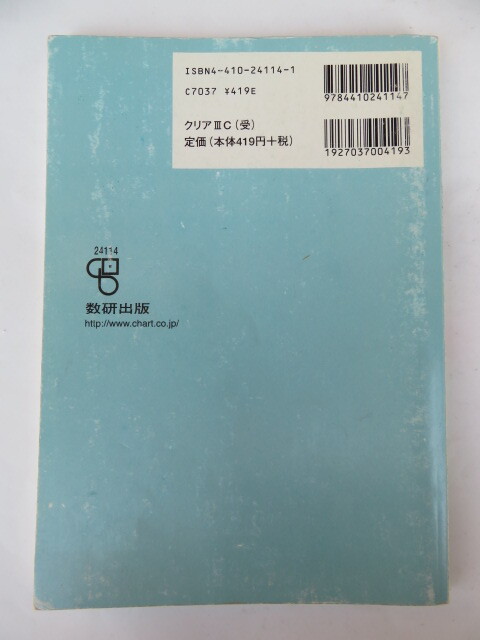 ISBN4-410-24114-1
C7037 ¥419E
9784410241147
クリアⅢC(受)
定価(本体419円+税)
1927037004193
24114
数研出版
http://www.chart.co.jp/